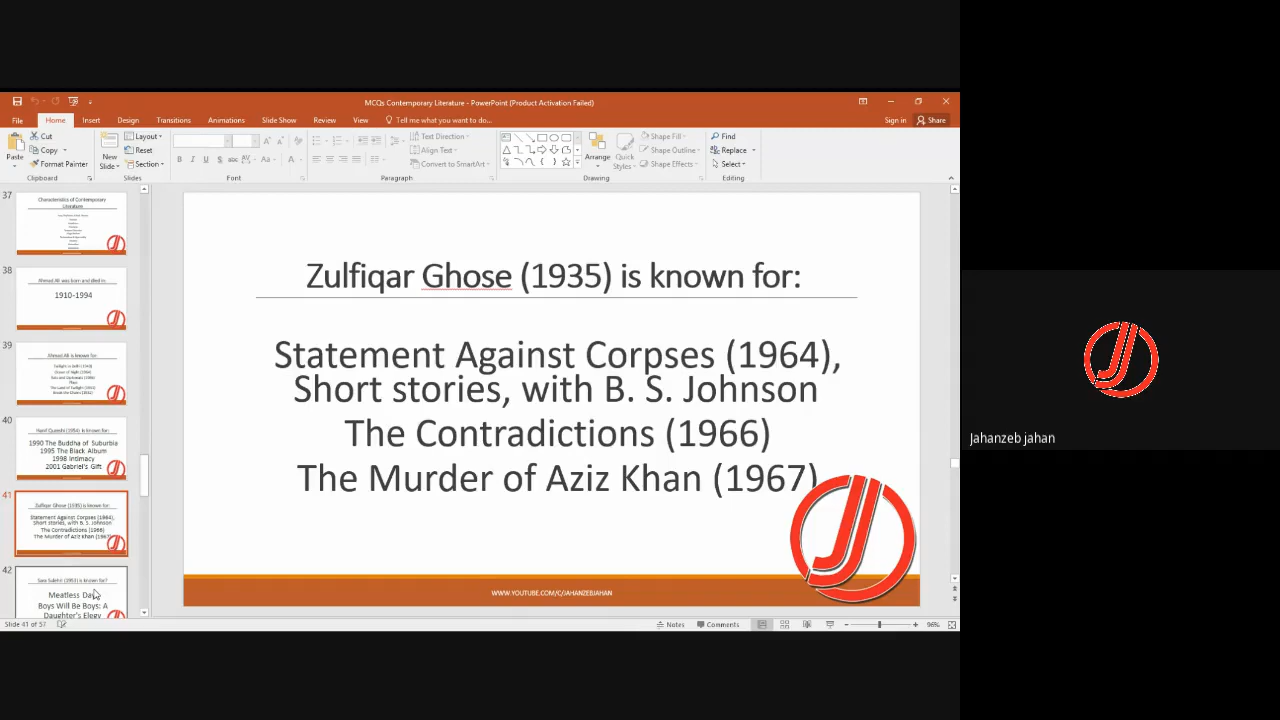 MCQs Contemporary Literature - PowerPoint (Product Activation Failed)
File Home Insert Design Transitions Animations Slide Show Review View Tell me what you want to do... Sign in Share
Paste
Cut
Copy
Format Painter
Clipboard
New Slide
Layout
Reset
Section
Slides
Font
Text Direction
Align Text
Convert to SmartArt
Paragraph
Arrange
Quick Styles
Shape Fill
Shape Outline
Shape Effects
Drawing
Find
Replace
Select
Editing
37
Characteristics of Contemporary
Literature
38
Ahmad Ali was born and died in:
1910-1994
39
Ahmad Ali is known for:
40
Hanif Qureshi (1954) is known for:
1990 The Buddha of Suburbia
1995 The Black Album
1998 Intimacy
2001 Gabriel's Gift
41
Zulfiqar Ghose (1935) is known for:
Statement Against Corpses (1964),
Short stories, with B. S. Johnson
The Contradictions (1966)
The Murder of Aziz Khan (1967)
42
Sara Suleri (1953) is known for?
Meatless Days
Boys Will Be Boys: A
Daughter's Elegy
Zulfiqar Ghose (1935) is known for:
Statement Against Corpses (1964),
Short stories, with B. S. Johnson
The Contradictions (1966)
The Murder of Aziz Khan (1967)
WWW.YOUTUBE.COM/C/JAHANZEBJAHAN
Slide 41 of 57
Notes Comments 96%
Jahanzeb jahan